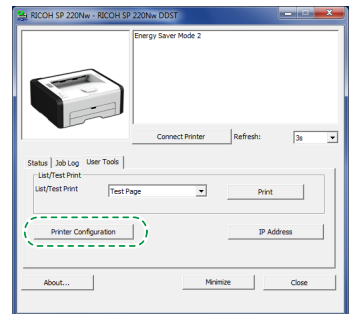 RICOH SP 220Nw - RICOH SP 220Nw DDST
Energy Saver Mode 2
Connect Printer Refresh: 3s
Status Job Log User Tools
List/Test Print
List/Test Print Test Page Print
Printer Configuration IP Address
About... Minimize Close